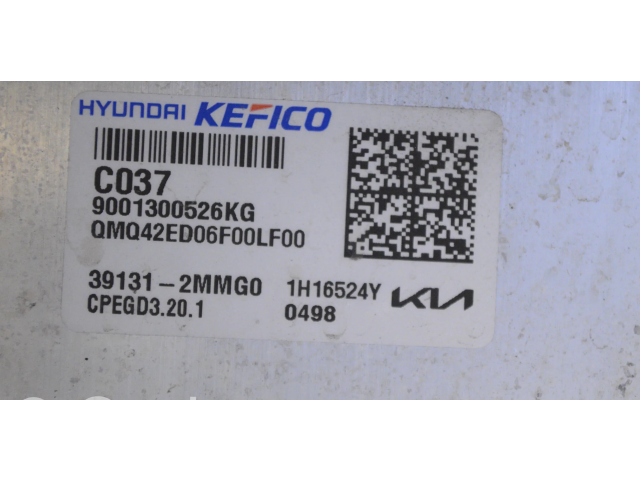 HYUNDAI KEFICO
C037
9001300526KG
QMQ42ED06F00LF00
39131-2MMG0 1H16524Y KIA
CPEGD3.20.1 0498